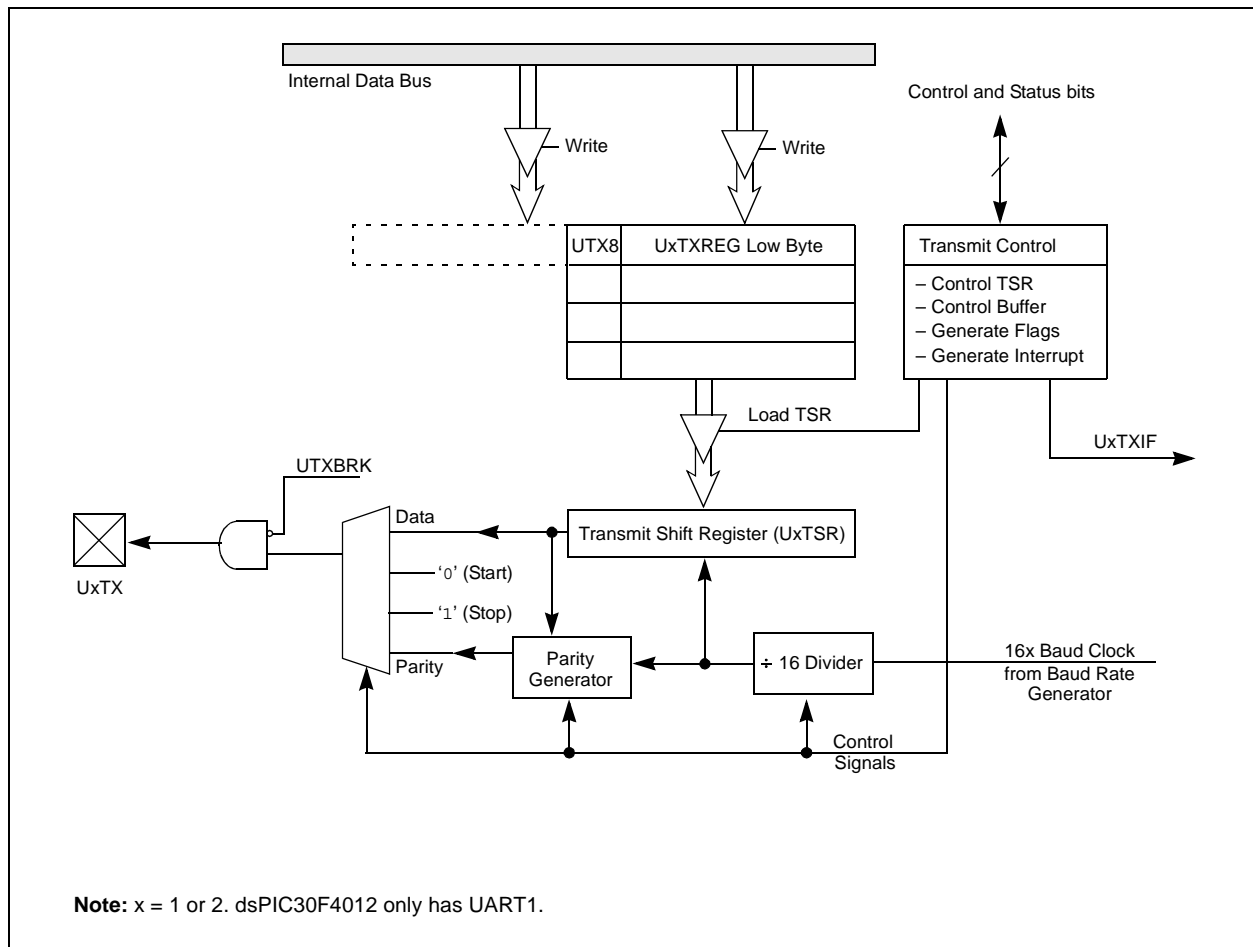 Internal Data Bus
Control and Status bits
Write
Write
UTX8
UxTXREG Low Byte
Transmit Control
– Control TSR
– Control Buffer
– Generate Flags
– Generate Interrupt
Load TSR
UxTXIF
UTXBRK
Data
Transmit Shift Register (UxTSR)
UxTX
‘0’ (Start)
‘1’ (Stop)
Parity
Parity
Generator
÷ 16 Divider
16x Baud Clock
from Baud Rate
Generator
Control
Signals
Note: x = 1 or 2. dsPIC30F4012 only has UART1.